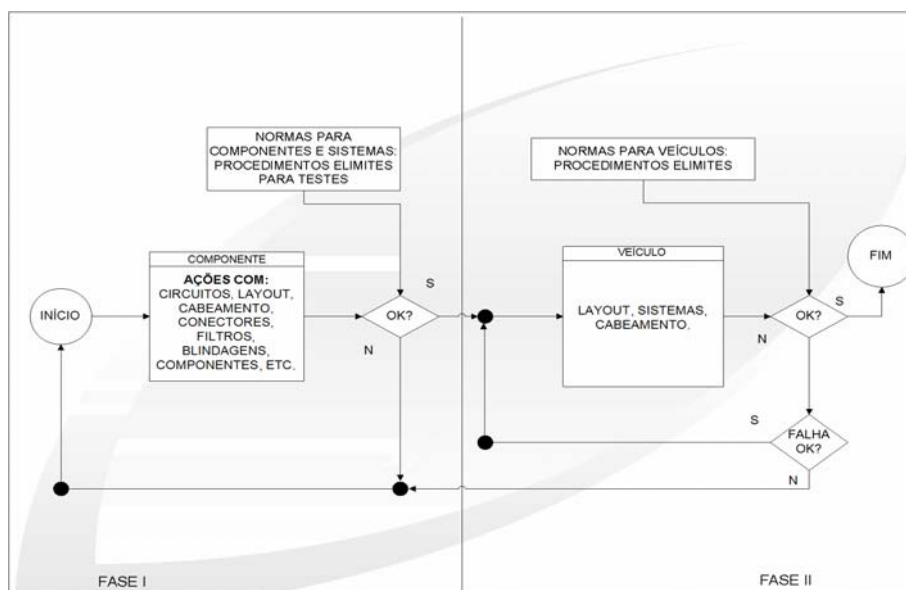 NORMAS PARA
COMPONENTES E SISTEMAS:
PROCEDIMENTOS ELIMITES
PARA TESTES
NORMAS PARA VEÍCULOS:
PROCEDIMENTOS ELIMITES
INÍCIO
COMPONENTE
AÇÕES COM:
CIRCUITOS, LAYOUT,
CABEAMENTO,
CONECTORES,
FILTROS,
BLINDAGENS,
COMPONENTES, ETC.
OK?
S
N
VEÍCULO
LAYOUT, SISTEMAS,
CABEAMENTO.
OK?
S
N
FIM
FALHA
OK?
S
N
FASE I
FASE II